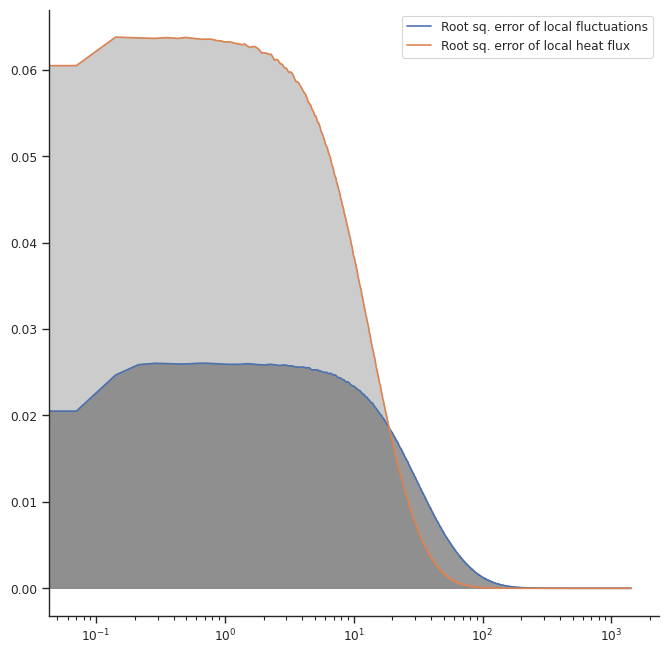 Root sq. error of local fluctuations
Root sq. error of local heat flux
0.06
0.05
0.04
0.03
0.02
0.01
0.00
10⁻¹ 10⁰ 10¹ 10² 10³